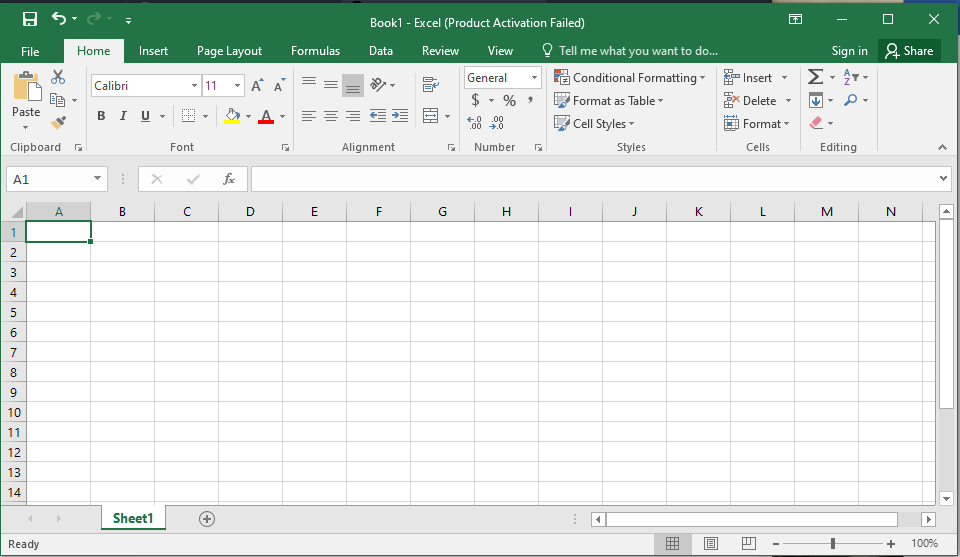 Book1 - Excel (Product Activation Failed)
File Home Insert Page Layout Formulas Data Review View Tell me what you want to do... Sign in Share
Calibri 11 General Conditional Formatting Insert
Paste B I U $ % , Format as Table Delete
Cell Styles Format
Clipboard Font Alignment Number Styles Cells Editing
A1 fx
A B C D E F G H I J K L M N
1
2
3
4
5
6
7
8
9
10
11
12
13
14
Sheet1
Ready 100%